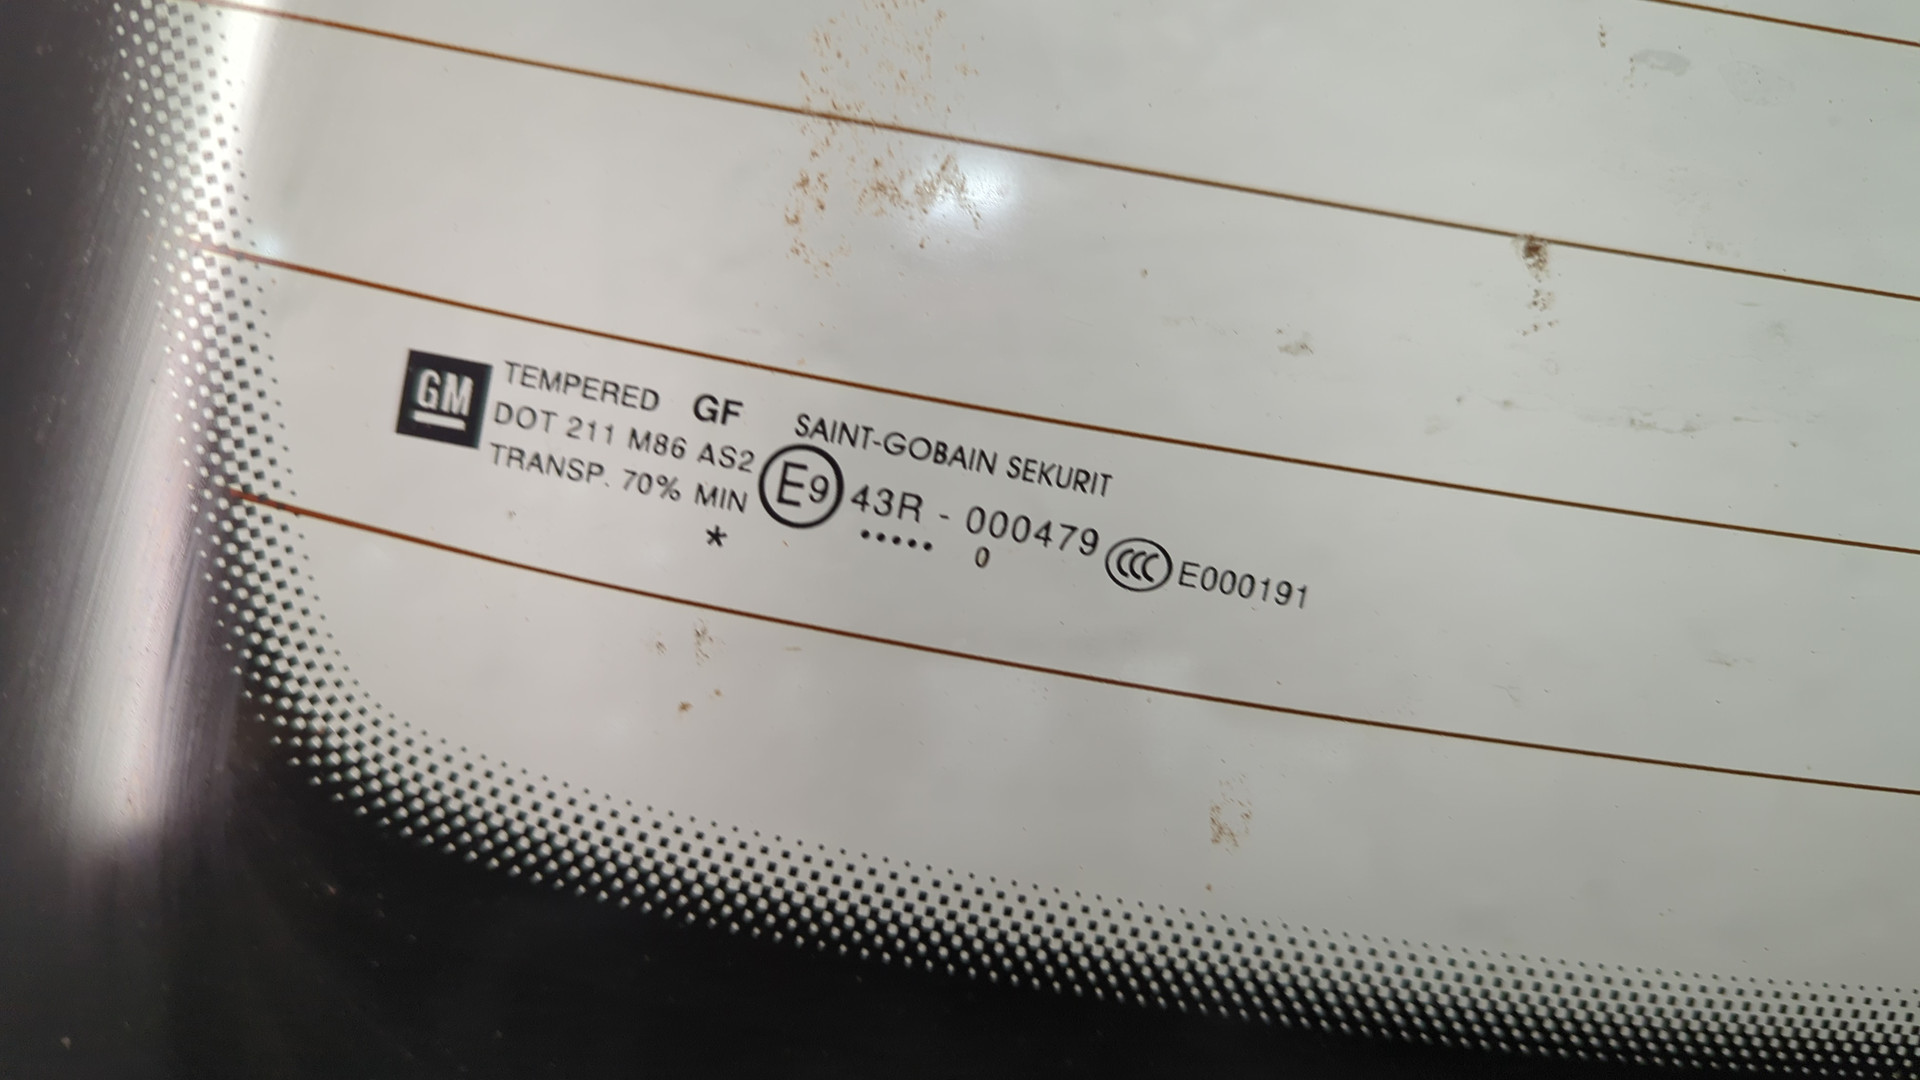 GM
TEMPERED GF
DOT 211 M86 AS2
TRANSP. 70% MIN
*
SAINT-GOBAIN SEKURIT
E9 43R - 000479
..... 0
CCC E000191